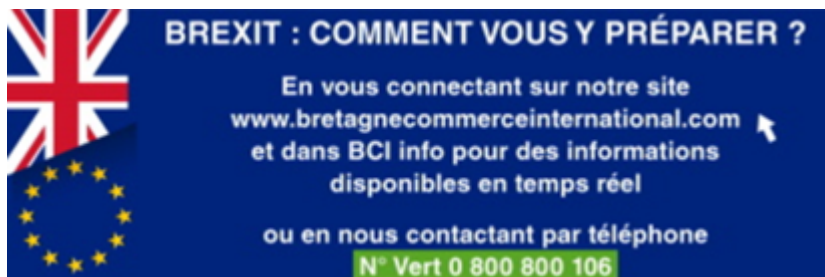 BREXIT : COMMENT VOUS Y PRÉPARER ?
En vous connectant sur notre site
www.bretagnecommerceinternational.com
et dans BCI info pour des informations
disponibles en temps réel
ou en nous contactant par téléphone
N° Vert 0 800 800 106